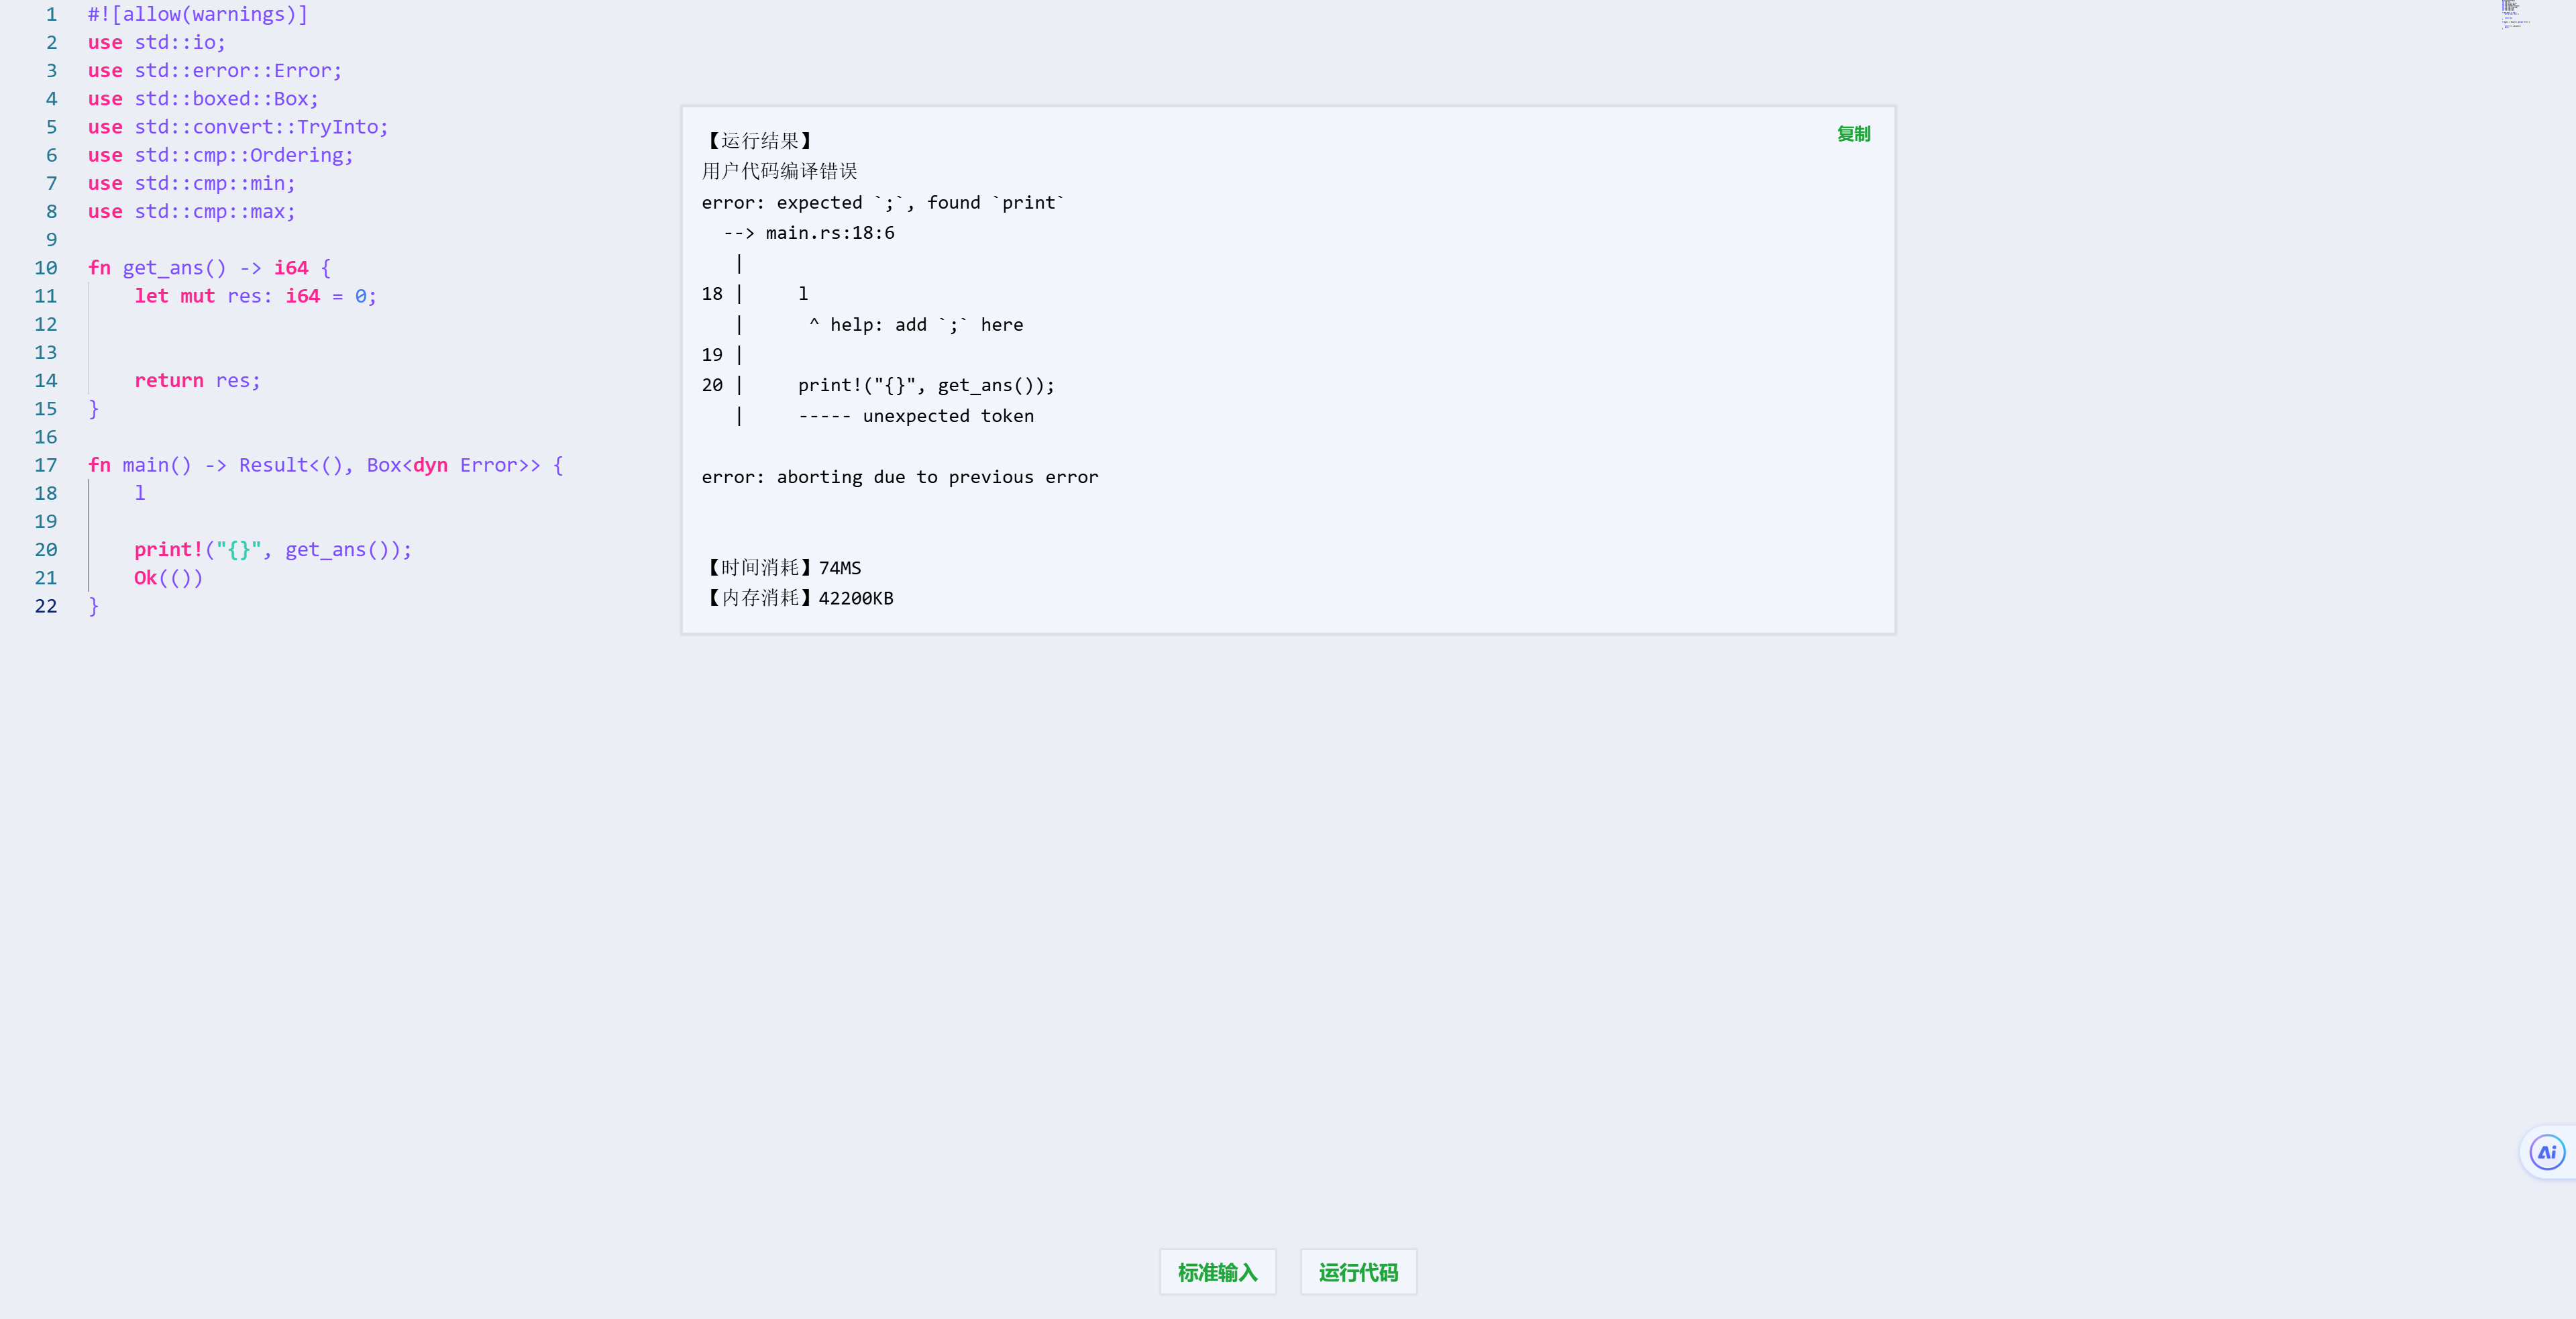 1 #![allow(warnings)]
2 use std::io;
3 use std::error::Error;
4 use std::boxed::Box;
5 use std::convert::TryInto;
6 use std::cmp::Ordering;
7 use std::cmp::min;
8 use std::cmp::max;
9
10 fn get_ans() -> i64 {
11     let mut res: i64 = 0;
12
13
14     return res;
15 }
16
17 fn main() -> Result<(), Box<dyn Error>> {
18     l
19
20     print!("{}", get_ans());
21     Ok(())
22 }
【运行结果】
复制
用户代码编译错误
error: expected `;`, found `print`
  --> main.rs:18:6
   |
18 |     l
   |      ^ help: add `;` here
19 |
20 |     print!("{}", get_ans());
   |     ----- unexpected token
error: aborting due to previous error
【时间消耗】74MS
【内存消耗】42200KB
Ai
标准输入
运行代码